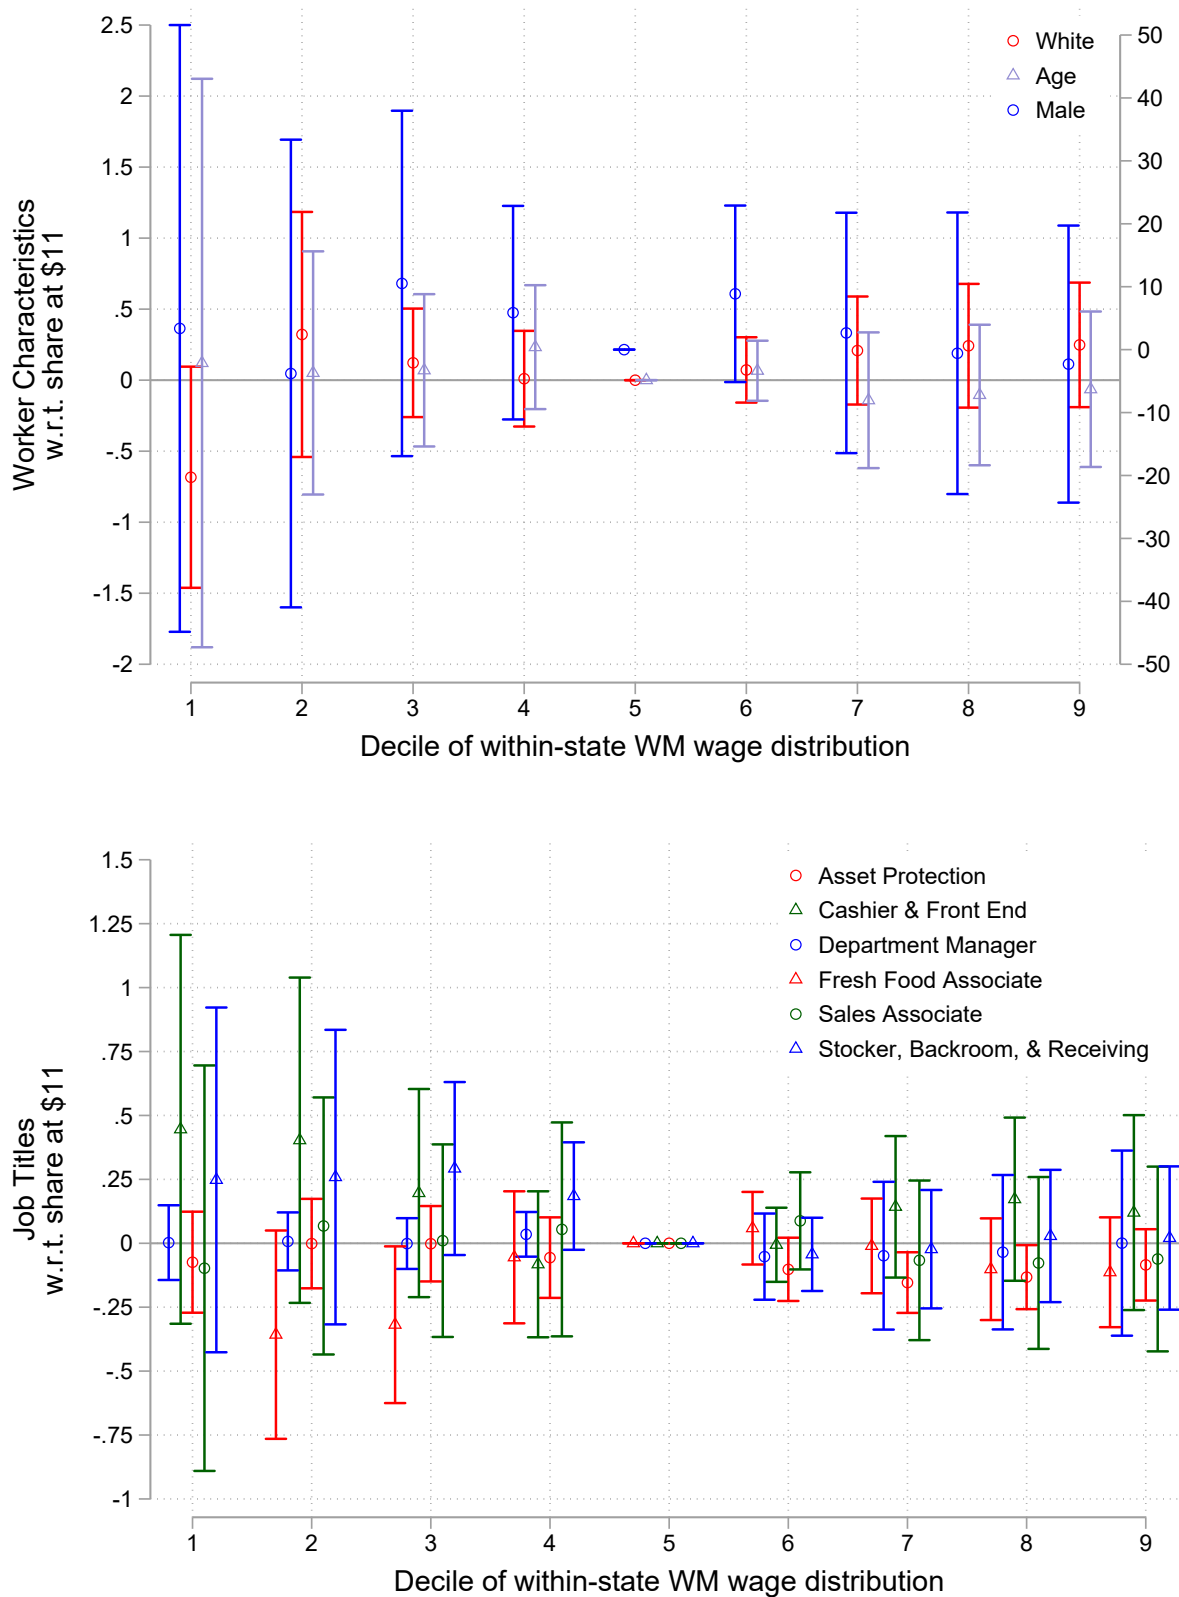 White
Age
Male
2.5
2
1.5
1
.5
0
-.5
-1
-1.5
-2
50
40
30
20
10
0
-10
-20
-30
-40
-50
Worker Characteristics
w.r.t. share at $11
1 2 3 4 5 6 7 8 9
Decile of within-state WM wage distribution
Asset Protection
Cashier & Front End
Department Manager
Fresh Food Associate
Sales Associate
Stocker, Backroom, & Receiving
1.5
1.25
1
.75
.5
.25
0
-.25
-.5
-.75
-1
Job Titles
w.r.t. share at $11
1 2 3 4 5 6 7 8 9
Decile of within-state WM wage distribution